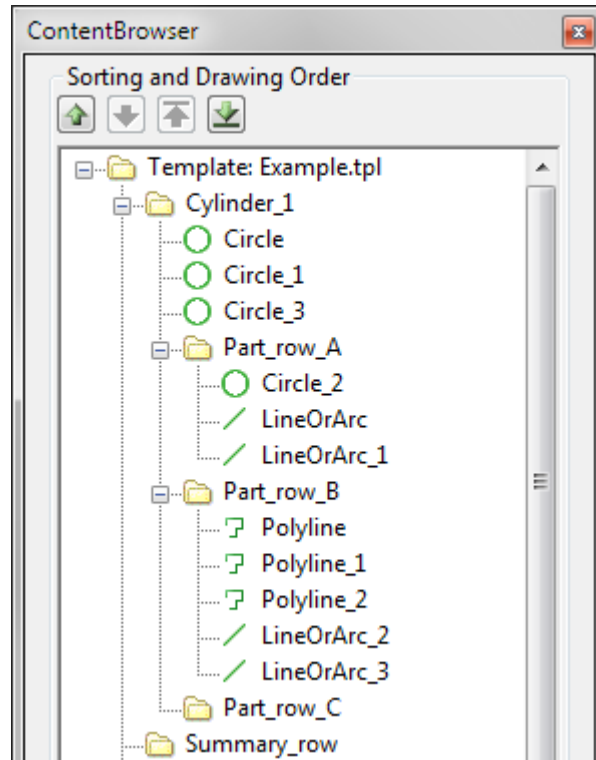 ContentBrowser
Sorting and Drawing Order
Template: Example.tpl
Cylinder_1
Circle
Circle_1
Circle_3
Part_row_A
Circle_2
LineOrArc
LineOrArc_1
Part_row_B
Polyline
Polyline_1
Polyline_2
LineOrArc_2
LineOrArc_3
Part_row_C
Summary_row